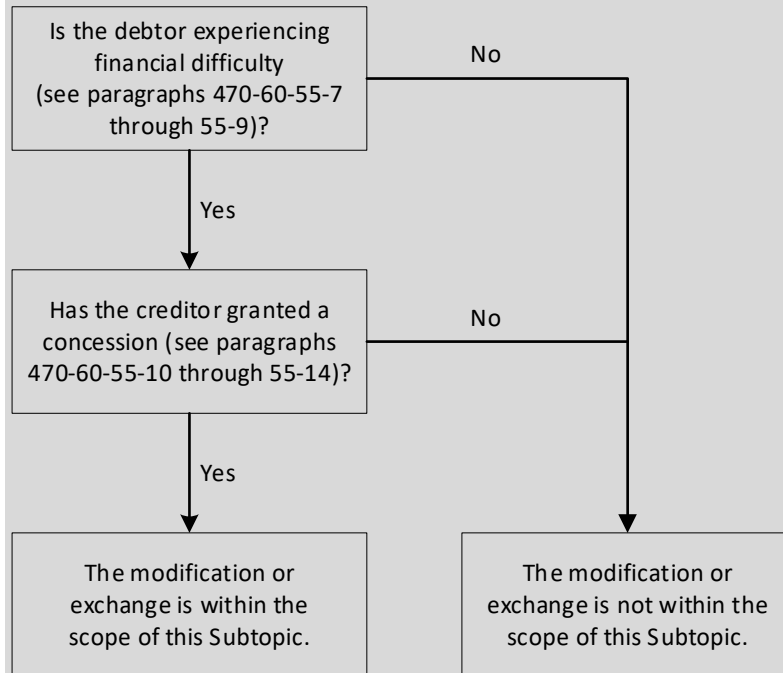 Is the debtor experiencing
financial difficulty
(see paragraphs 470-60-55-7
through 55-9)?
No
Yes
Has the creditor granted a
concession (see paragraphs
470-60-55-10 through 55-14)?
No
Yes
The modification or
exchange is within the
scope of this Subtopic.
The modification or
exchange is not within the
scope of this Subtopic.